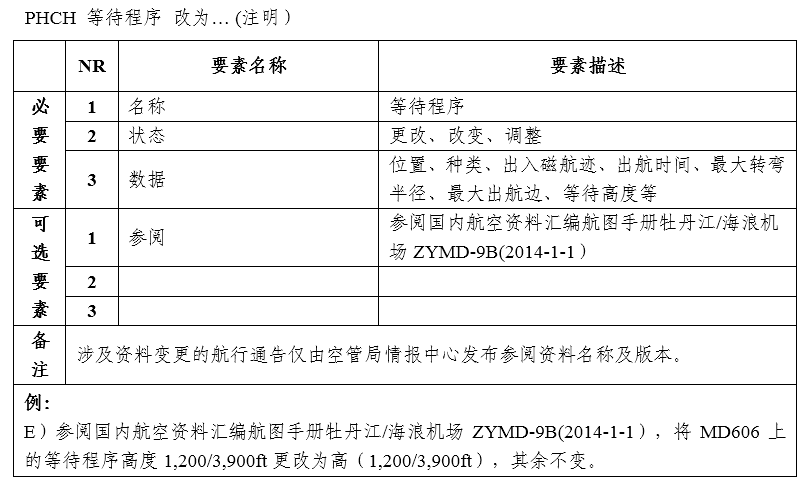 PHCH 等待程序 改为… (注明)
NR 要素名称 要素描述
必要要素
1 名称 等待程序
2 状态 更改、改变、调整
3 数据 位置、种类、出入磁航迹、出航时间、最大转弯
半径、最大出航边、等待高度等
可选要素
1 参阅 参阅国内航空资料汇编航图手册牡丹江/海浪机
场 ZYMD-9B(2014-1-1)
2
3
备注 涉及资料变更的航行通告仅由空管局情报中心发布参阅资料名称及版本。
例:
E)参阅国内航空资料汇编航图手册牡丹江/海浪机场 ZYMD-9B(2014-1-1),将 MD606 上
的等待程序高度 1,200/3,900ft 更改为高(1,200/3,900ft),其余不变。